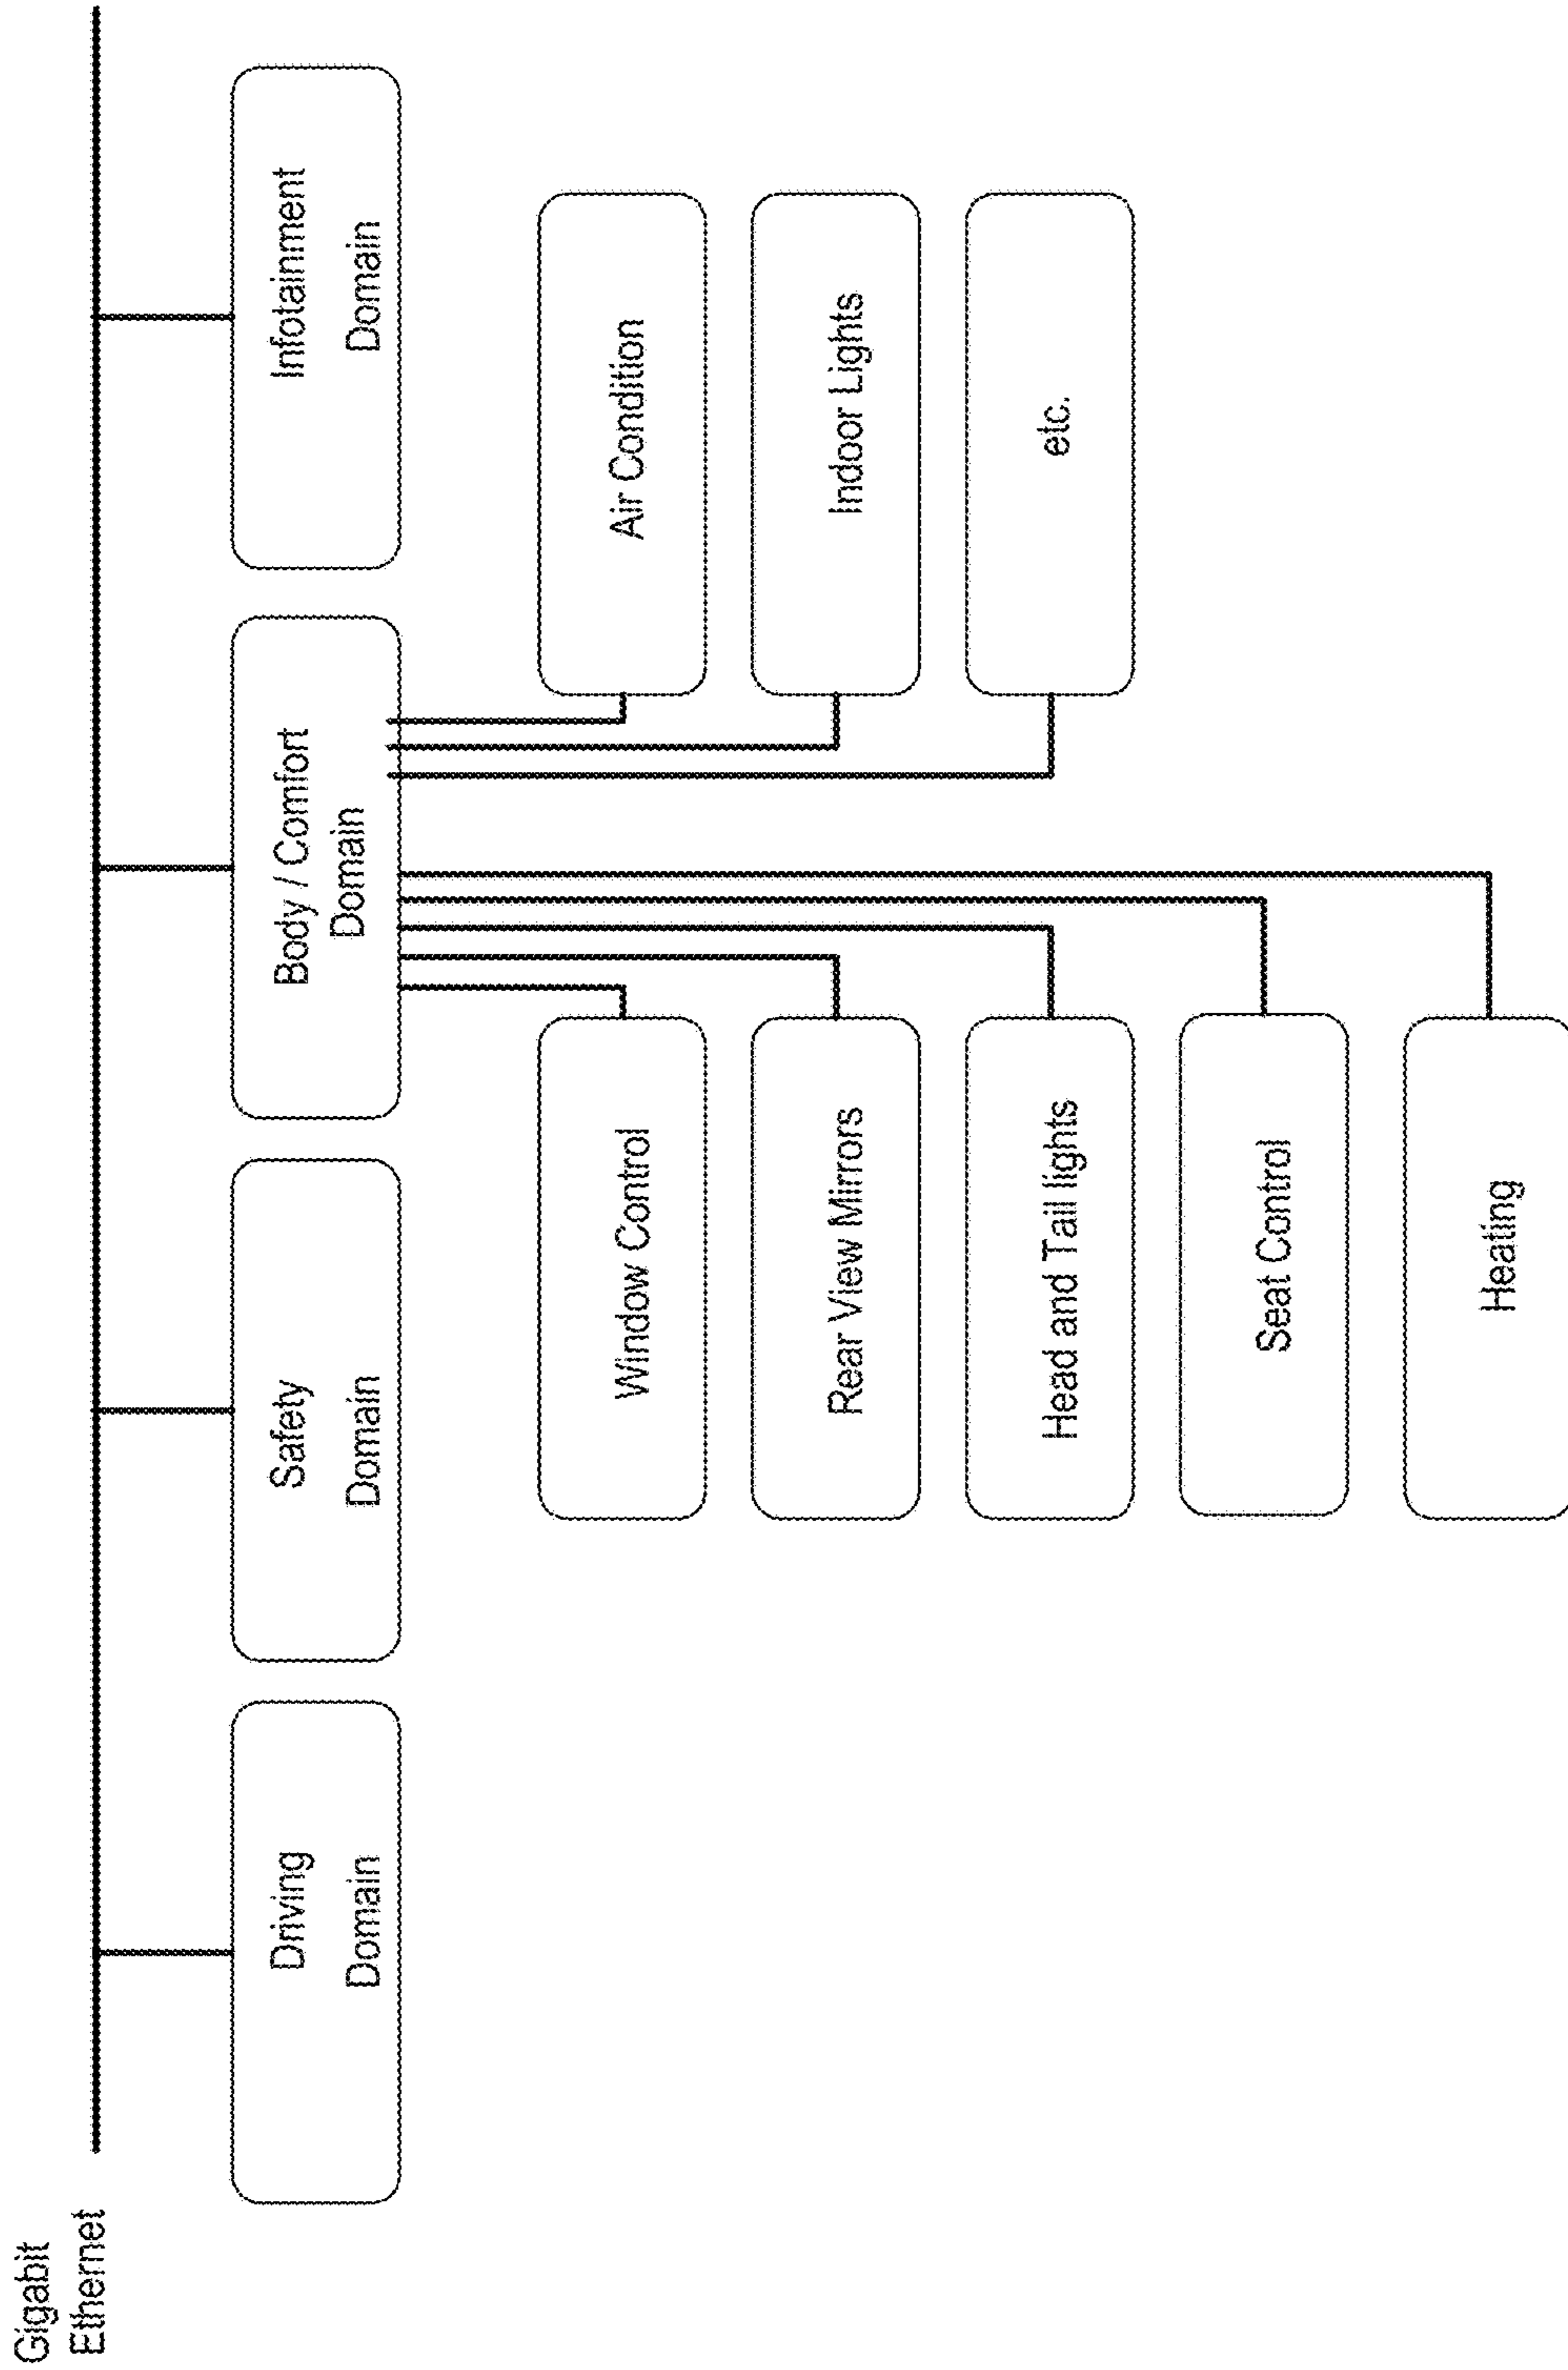 Gigabit
Ethernet
Driving
Domain
Safety
Domain
Body / Comfort
Domain
Infotainment
Domain
Window Control
Air Condition
Rear View Mirrors
Indoor Lights
Head and Tail lights
etc.
Seat Control
Heating